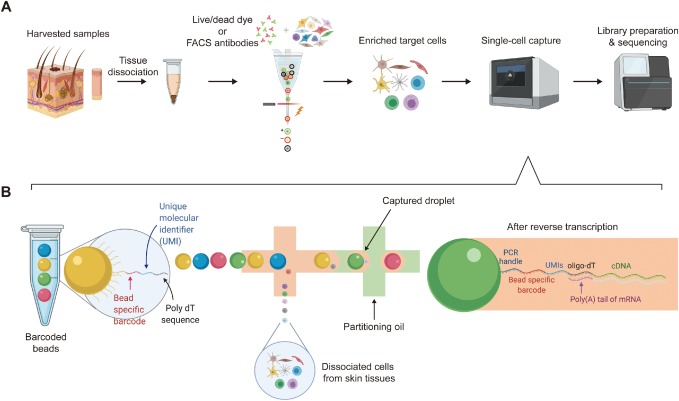 A
Harvested samples
Tissue
dissociation
Live/dead dye
or
FACS antibodies
Enriched target cells
Single-cell capture
Library preparation
& sequencing
B
Barcoded
beads
Unique
molecular
identifier
(UMI)
Bead
specific
barcode
Poly dT
sequence
Captured droplet
Partitioning oil
Dissociated cells
from skin tissues
After reverse transcription
PCR
handle
Bead specific
barcode
UMIs
oligo-dT
cDNA
Poly(A) tail of mRNA